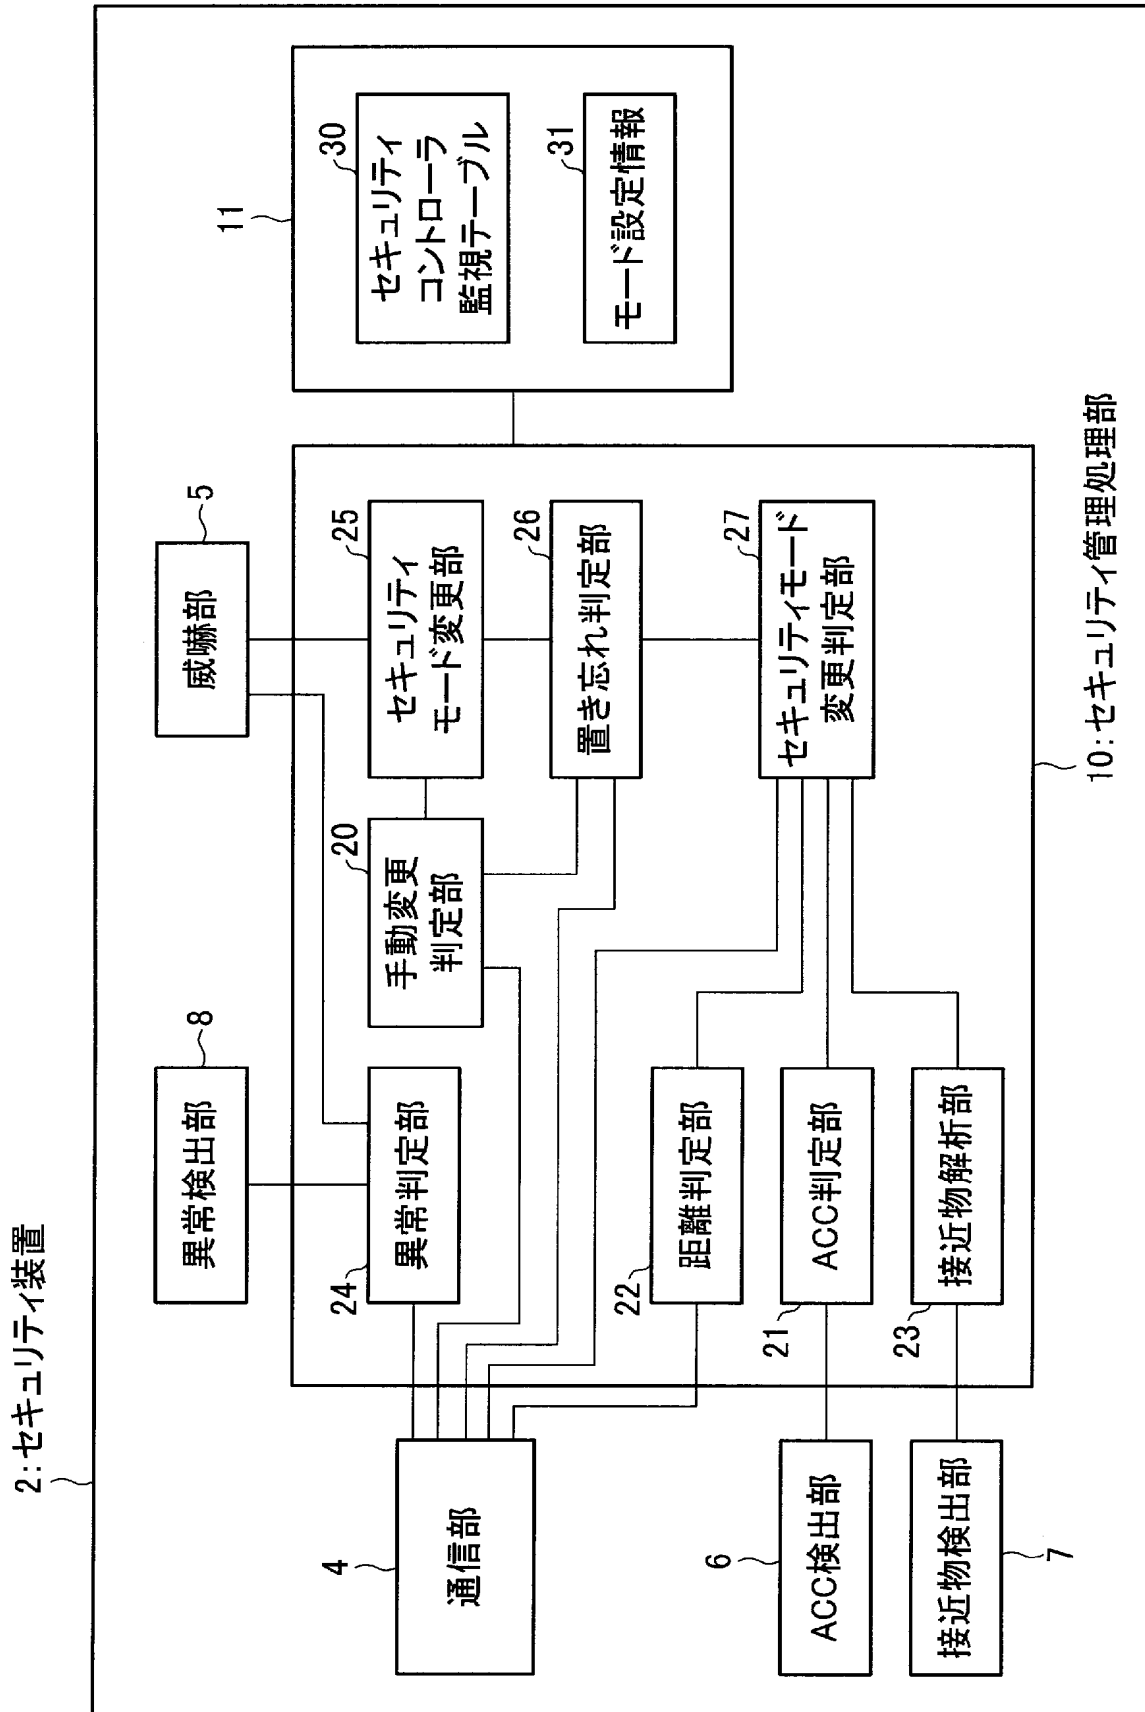 2:セキュリティ装置
異常検出部
8
威嚇部
5
11
セキュリティ
コントローラ
監視テーブル
30
モード設定情報
31
10:セキュリティ管理処理部
異常判定部
24
手動変更
判定部
20
セキュリティ
モード変更部
25
置き忘れ判定部
26
セキュリティモード
変更判定部
27
距離判定部
22
ACC判定部
21
接近物解析部
23
通信部
4
ACC検出部
6
接近物検出部
7